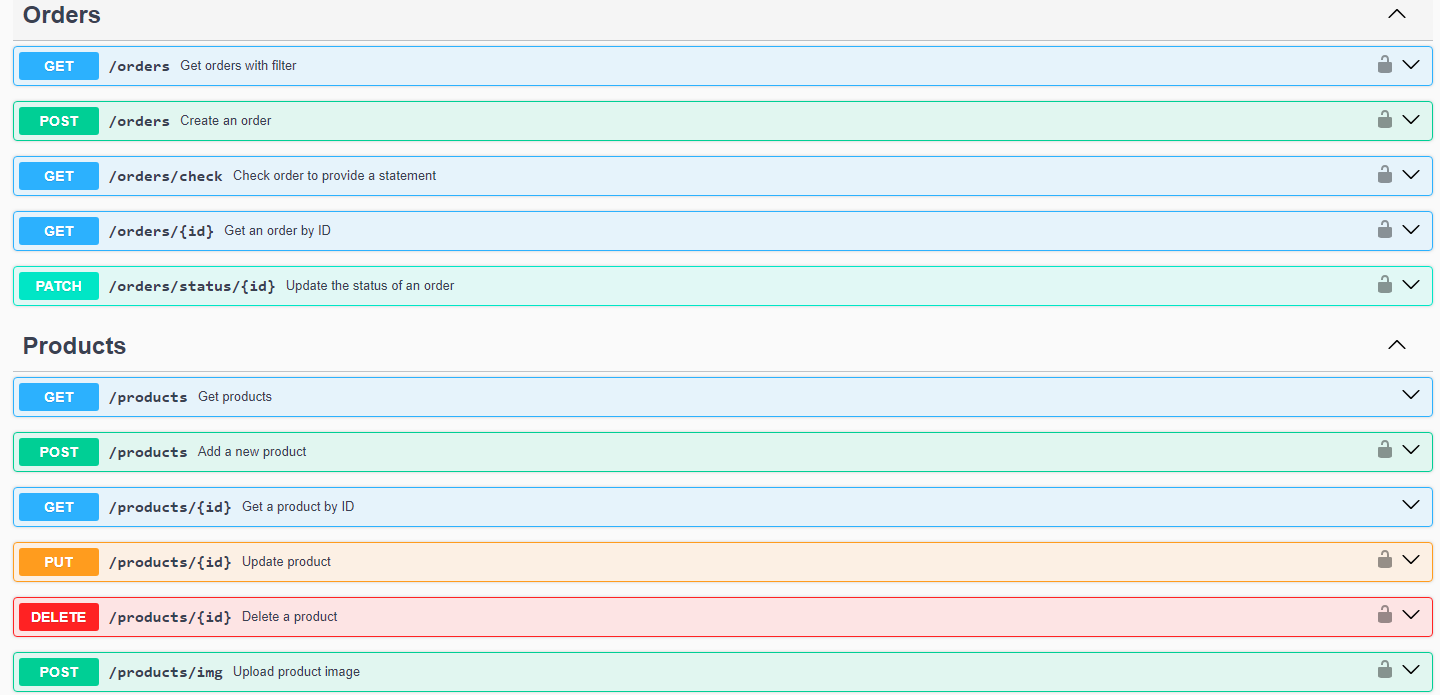 Orders
GET /orders Get orders with filter
POST /orders Create an order
GET /orders/check Check order to provide a statement
GET /orders/{id} Get an order by ID
PATCH /orders/status/{id} Update the status of an order
Products
GET /products Get products
POST /products Add a new product
GET /products/{id} Get a product by ID
PUT /products/{id} Update product
DELETE /products/{id} Delete a product
POST /products/img Upload product image